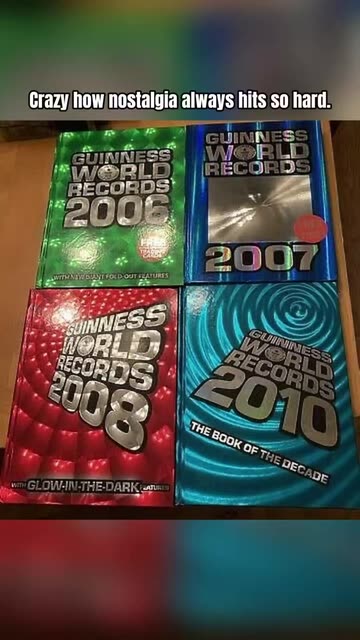 Crazy how nostalgia always hits so hard.
GUINNESS
WORLD
RECORDS
2006
WITH NEW GIANT FOLD-OUT FEATURES
GUINNESS
WORLD
RECORDS
2007
GUINNESS
WORLD
RECORDS
2008
WITH GLOW-IN-THE-DARK FEATURES
GUINNESS
WORLD
RECORDS
2010
THE BOOK OF THE DECADE